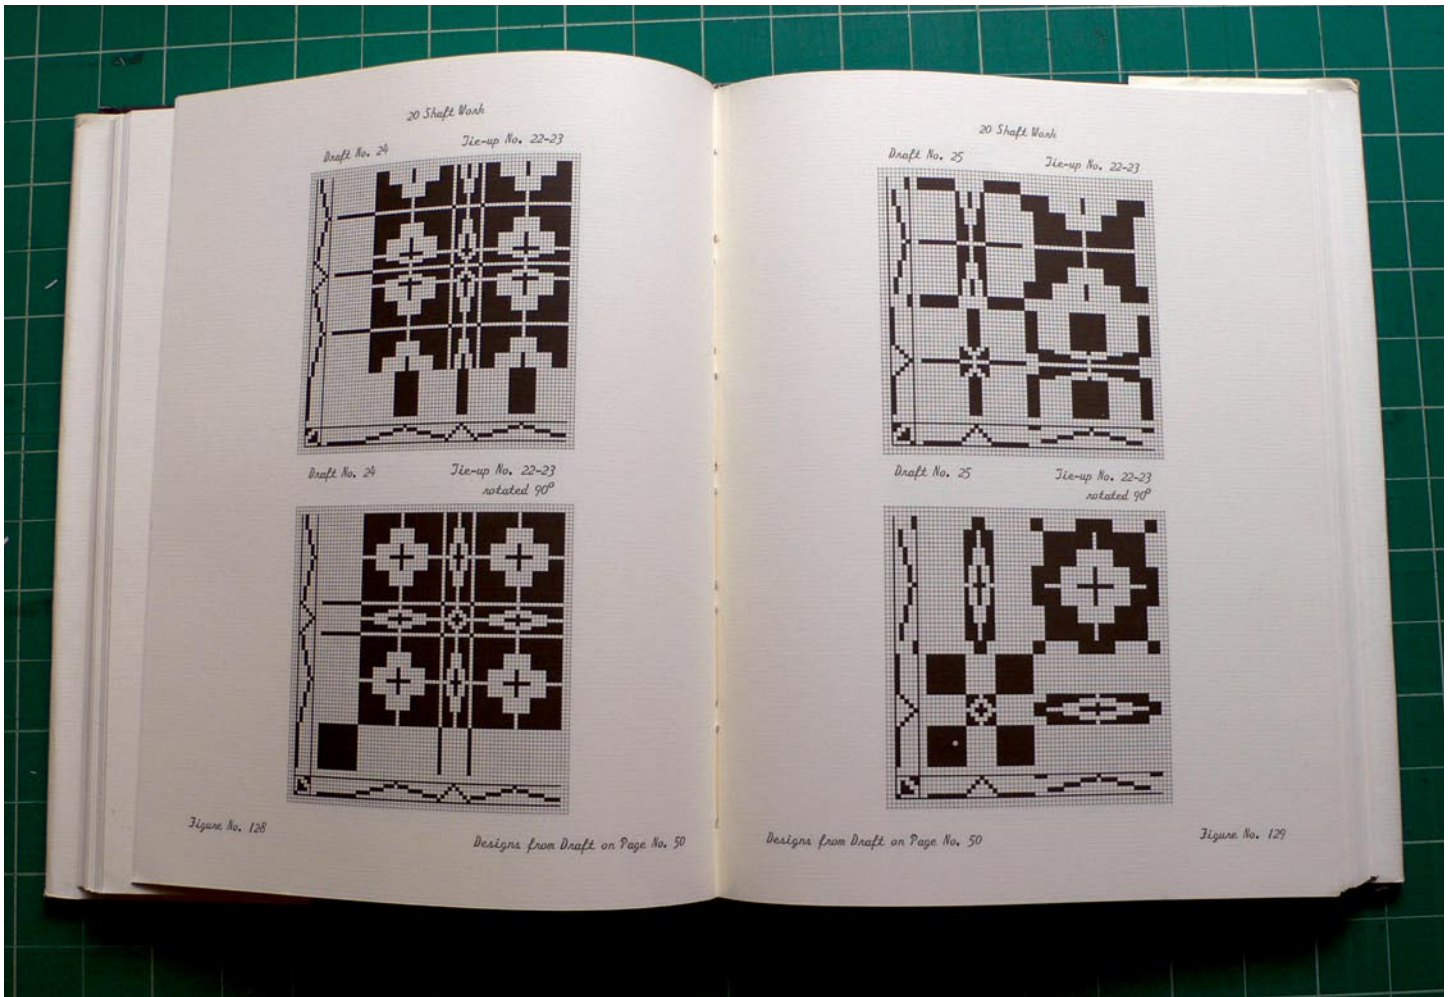 20 Shaft Work
Draft No. 24 Tie-up No. 22-23
Draft No. 24 Tie-up No. 22-23
rotated 90°
Figure No. 128
Designs from Draft on Page No. 50
20 Shaft Work
Draft No. 25 Tie-up No. 22-23
Draft No. 25 Tie-up No. 22-23
rotated 90°
Designs from Draft on Page No. 50
Figure No. 129